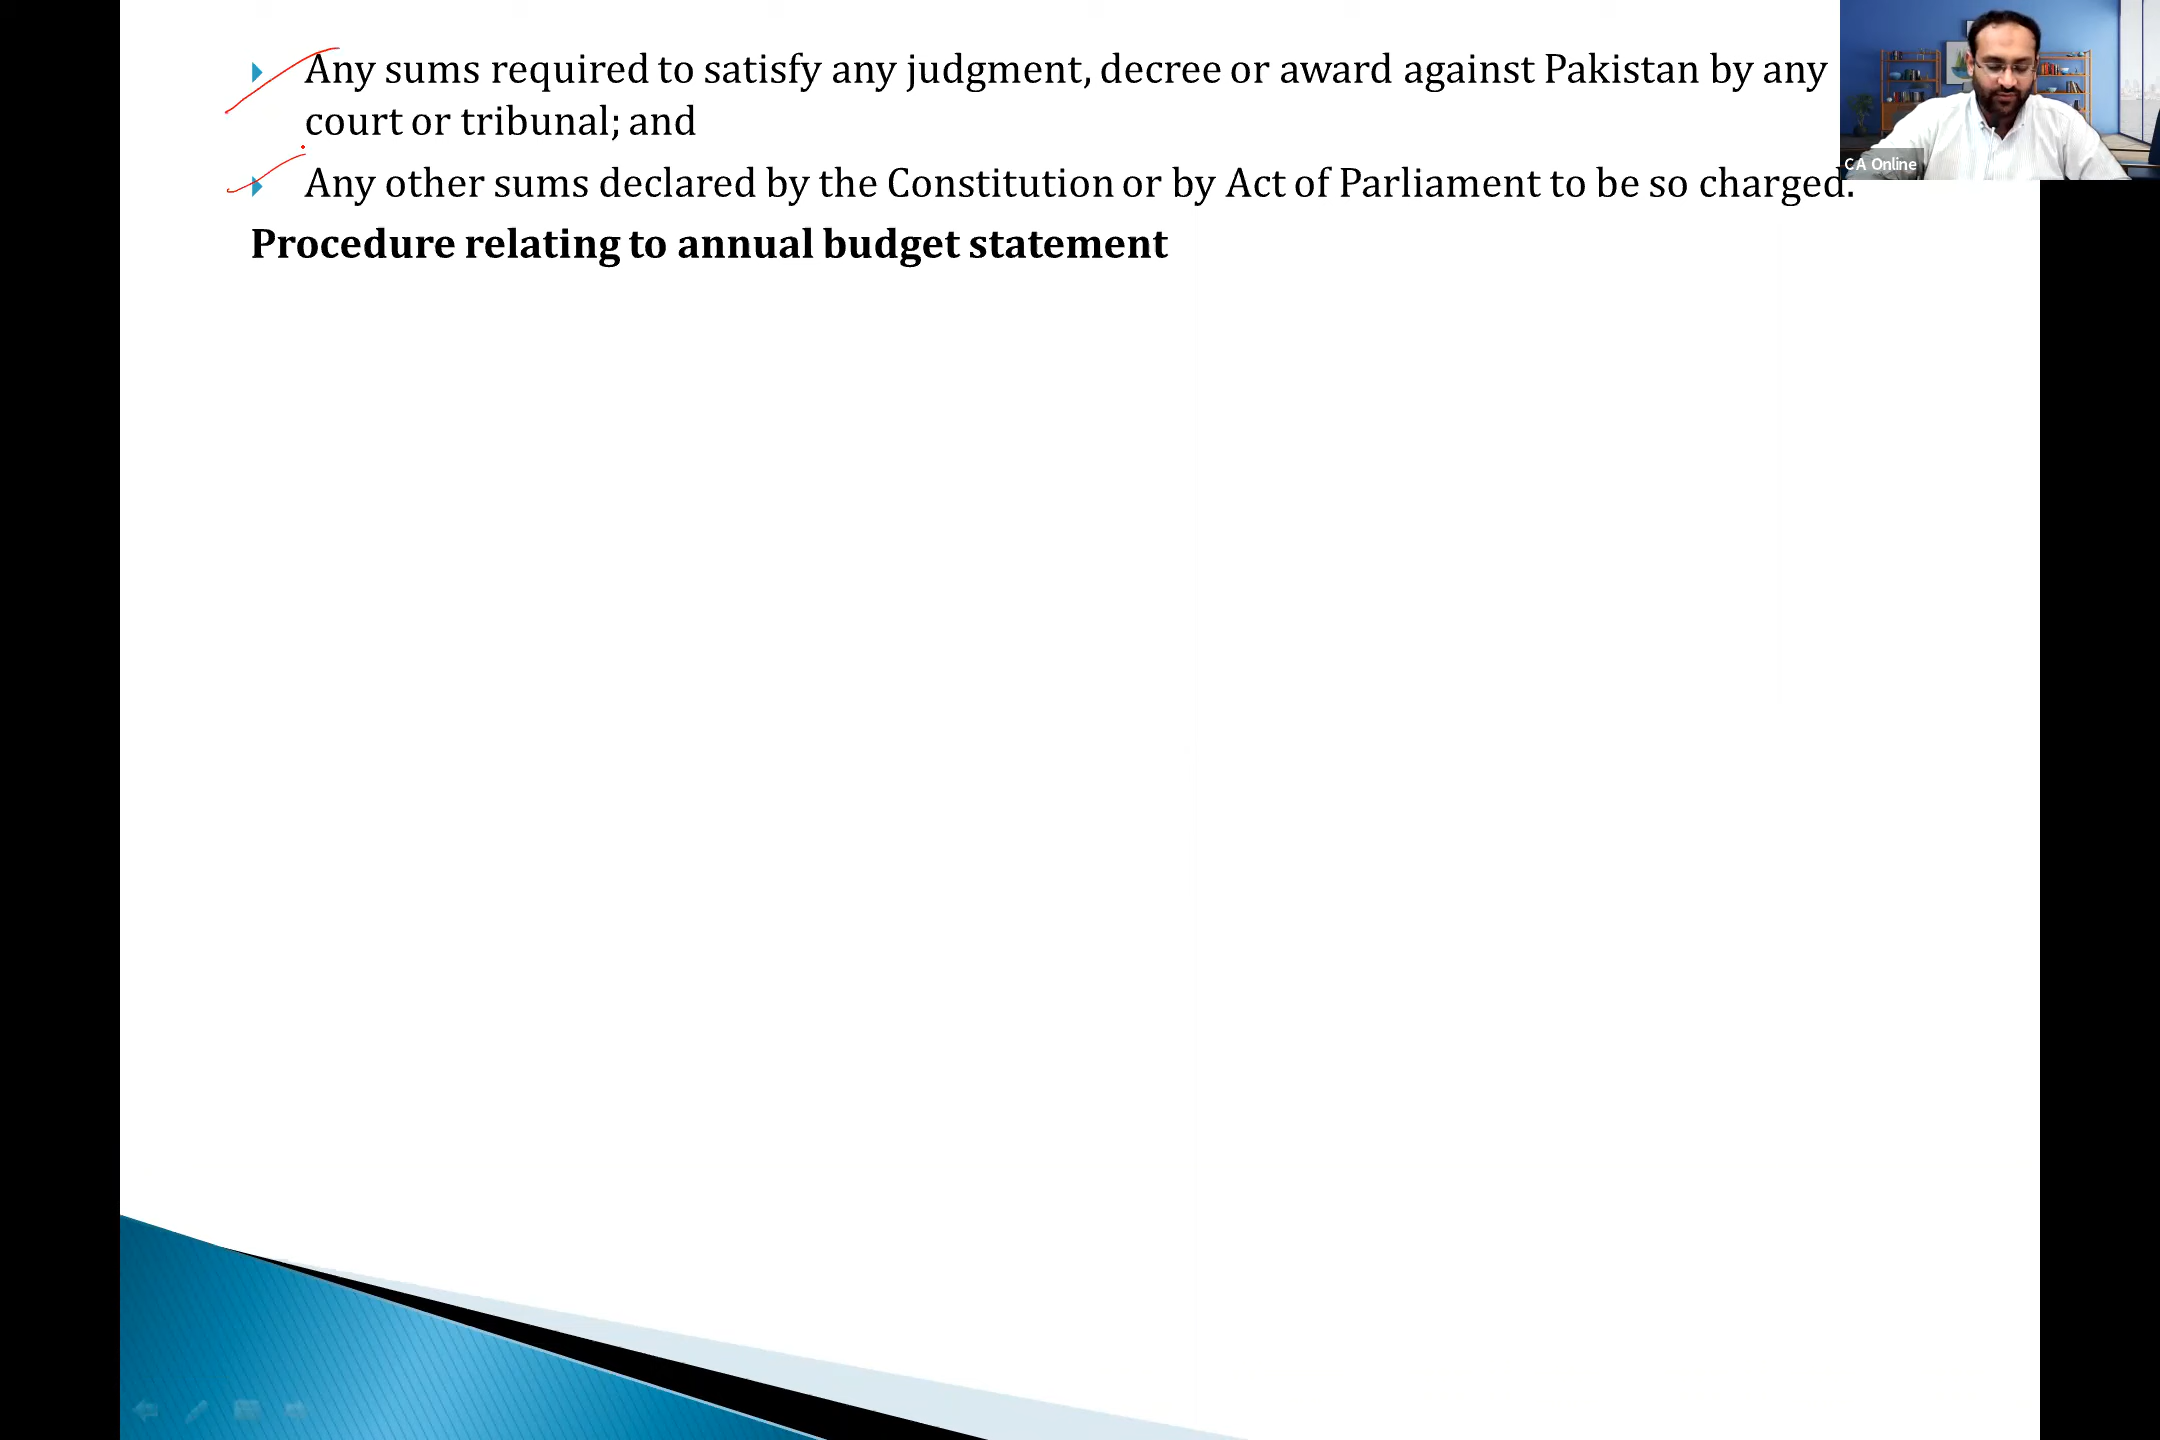 Any sums required to satisfy any judgment, decree or award against Pakistan by any
court or tribunal; and
Any other sums declared by the Constitution or by Act of Parliament to be so charged.
Procedure relating to annual budget statement
CA Online